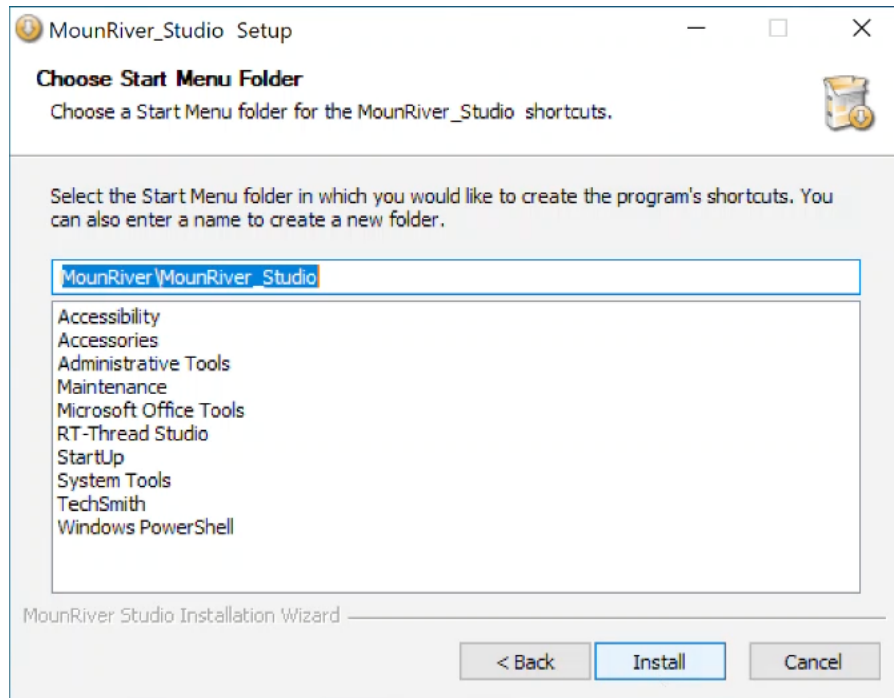 MounRiver_Studio Setup
Choose Start Menu Folder
Choose a Start Menu folder for the MounRiver_Studio shortcuts.
Select the Start Menu folder in which you would like to create the program's shortcuts. You
can also enter a name to create a new folder.
MounRiver\MounRiver_Studio
Accessibility
Accessories
Administrative Tools
Maintenance
Microsoft Office Tools
RT-Thread Studio
StartUp
System Tools
TechSmith
Windows PowerShell
MounRiver Studio Installation Wizard
< Back Install Cancel